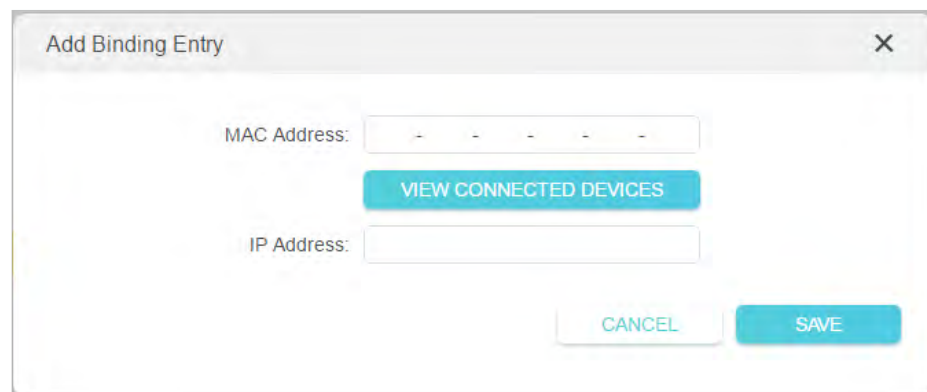 Add Binding Entry ×
MAC Address: - - - - -
VIEW CONNECTED DEVICES
IP Address:
CANCEL SAVE